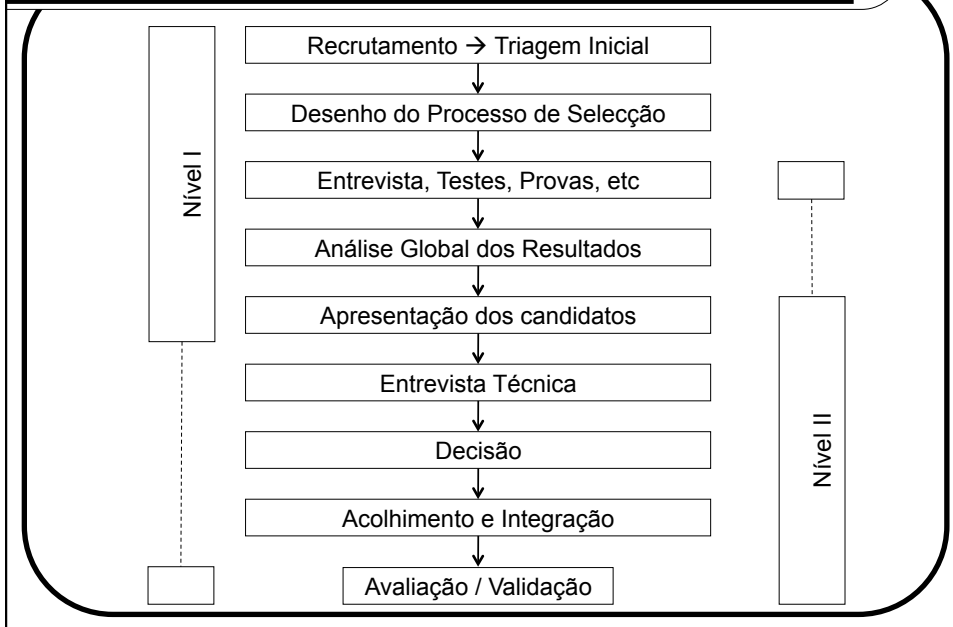 Recrutamento → Triagem Inicial
Desenho do Processo de Selecção
Entrevista, Testes, Provas, etc
Análise Global dos Resultados
Apresentação dos candidatos
Entrevista Técnica
Decisão
Acolhimento e Integração
Avaliação / Validação
Nível I
Nível II